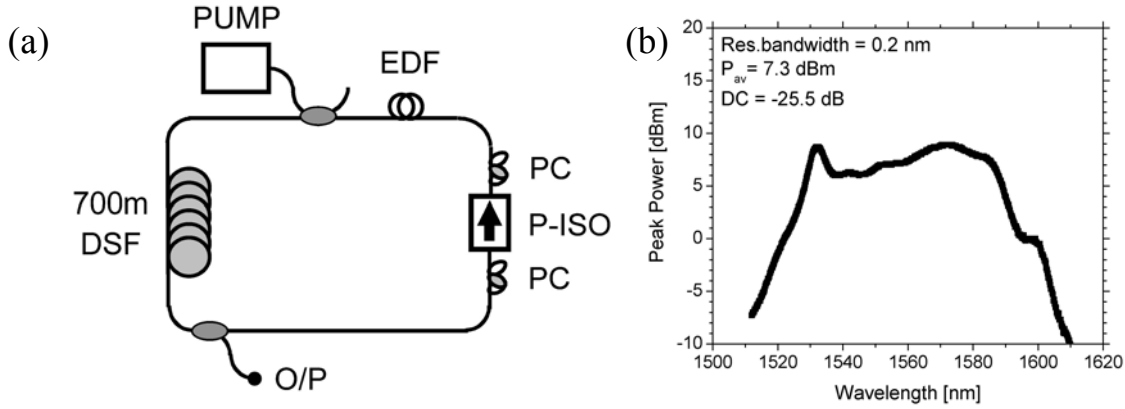 (a)
PUMP
EDF
PC
P-ISO
PC
700m
DSF
O/P
(b)
Res.bandwidth = 0.2 nm
P_av = 7.3 dBm
DC = -25.5 dB
Peak Power [dBm]
20
15
10
5
0
-5
-10
1500 1520 1540 1560 1580 1600 1620
Wavelength [nm]